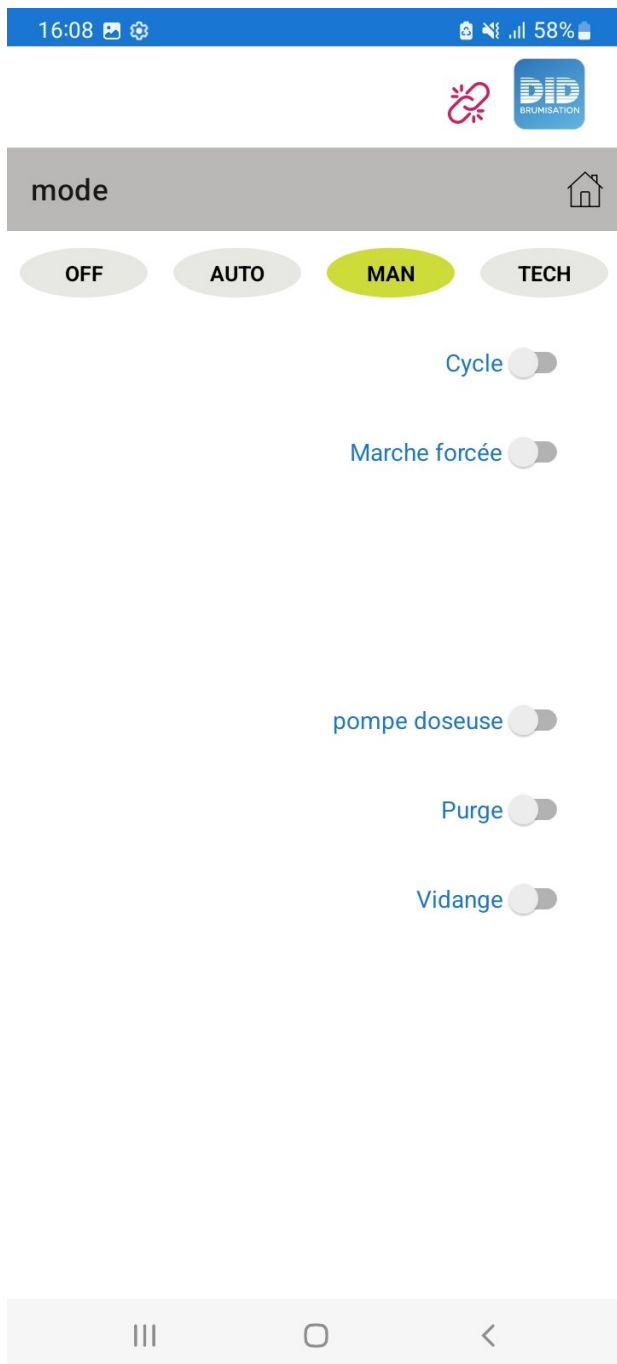 16:08 58%
DID
BRUMISATION
mode
OFF AUTO MAN TECH
Cycle
Marche forcée
pompe doseuse
Purge
Vidange